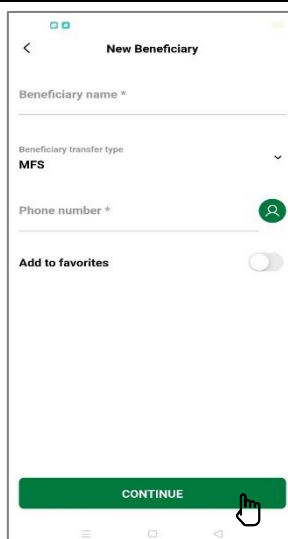 New Beneficiary
Beneficiary name *
Beneficiary transfer type
MFS
Phone number *
Add to favorites
CONTINUE